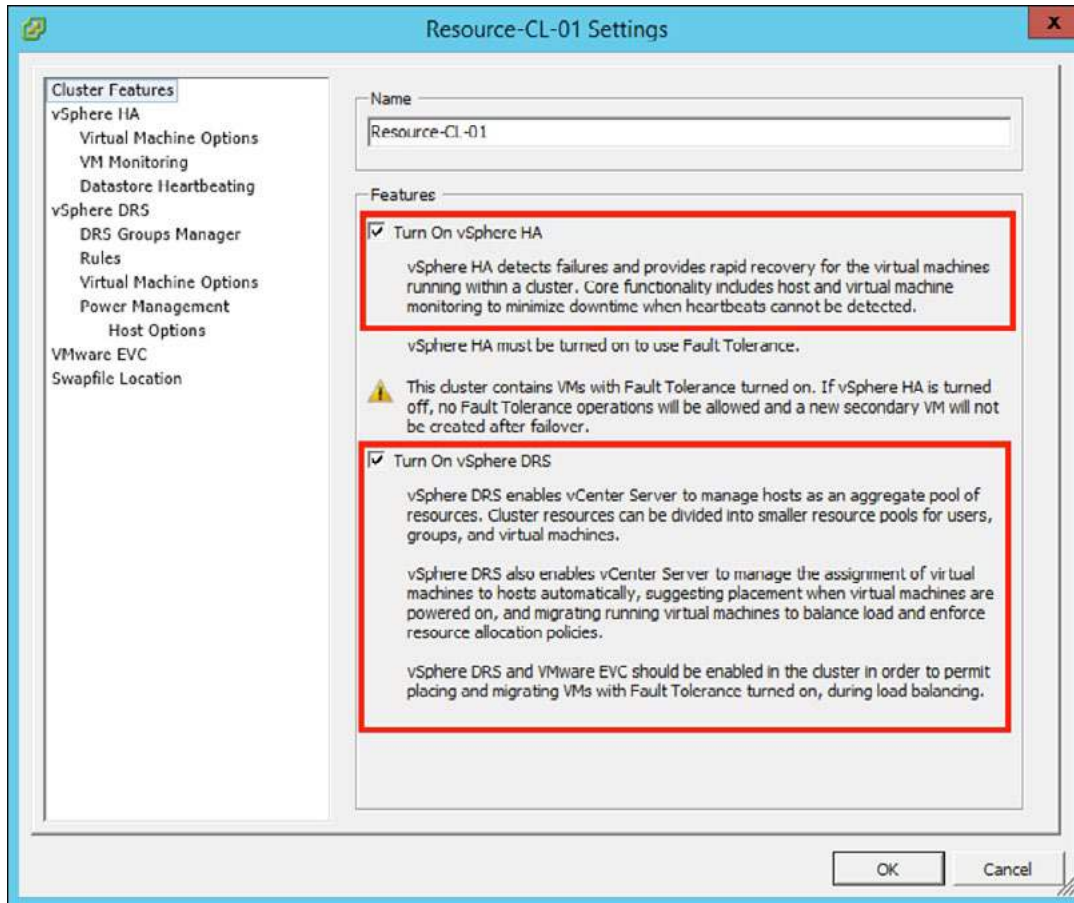 Resource-CL-01 Settings
x
Cluster Features
vSphere HA
Virtual Machine Options
VM Monitoring
Datastore Heartbeating
vSphere DRS
DRS Groups Manager
Rules
Virtual Machine Options
Power Management
Host Options
VMware EVC
Swapfile Location
Name
Resource-CL-01
Features
Turn On vSphere HA
vSphere HA detects failures and provides rapid recovery for the virtual machines
running within a cluster. Core functionality includes host and virtual machine
monitoring to minimize downtime when heartbeats cannot be detected.
vSphere HA must be turned on to use Fault Tolerance.
This cluster contains VMs with Fault Tolerance turned on. If vSphere HA is turned
off, no Fault Tolerance operations will be allowed and a new secondary VM will not
be created after failover.
Turn On vSphere DRS
vSphere DRS enables vCenter Server to manage hosts as an aggregate pool of
resources. Cluster resources can be divided into smaller resource pools for users,
groups, and virtual machines.
vSphere DRS also enables vCenter Server to manage the assignment of virtual
machines to hosts automatically, suggesting placement when virtual machines are
powered on, and migrating running virtual machines to balance load and enforce
resource allocation policies.
vSphere DRS and VMware EVC should be enabled in the cluster in order to permit
placing and migrating VMs with Fault Tolerance turned on, during load balancing.
OK
Cancel